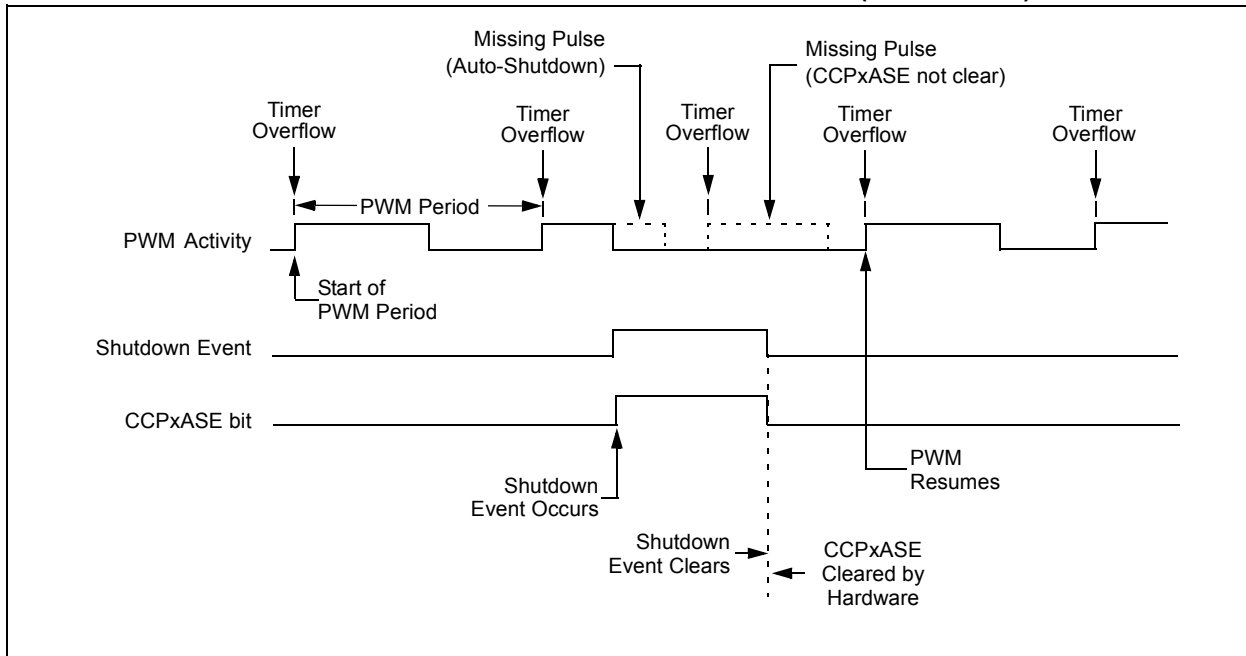 Missing Pulse
(Auto-Shutdown)
Missing Pulse
(CCPxASE not clear)
Timer
Overflow
Timer
Overflow
Timer
Overflow
Timer
Overflow
Timer
Overflow
PWM Period
PWM Activity
Start of
PWM Period
Shutdown Event
CCPxASE bit
Shutdown
Event Occurs
PWM
Resumes
Shutdown
Event Clears
CCPxASE
Cleared by
Hardware